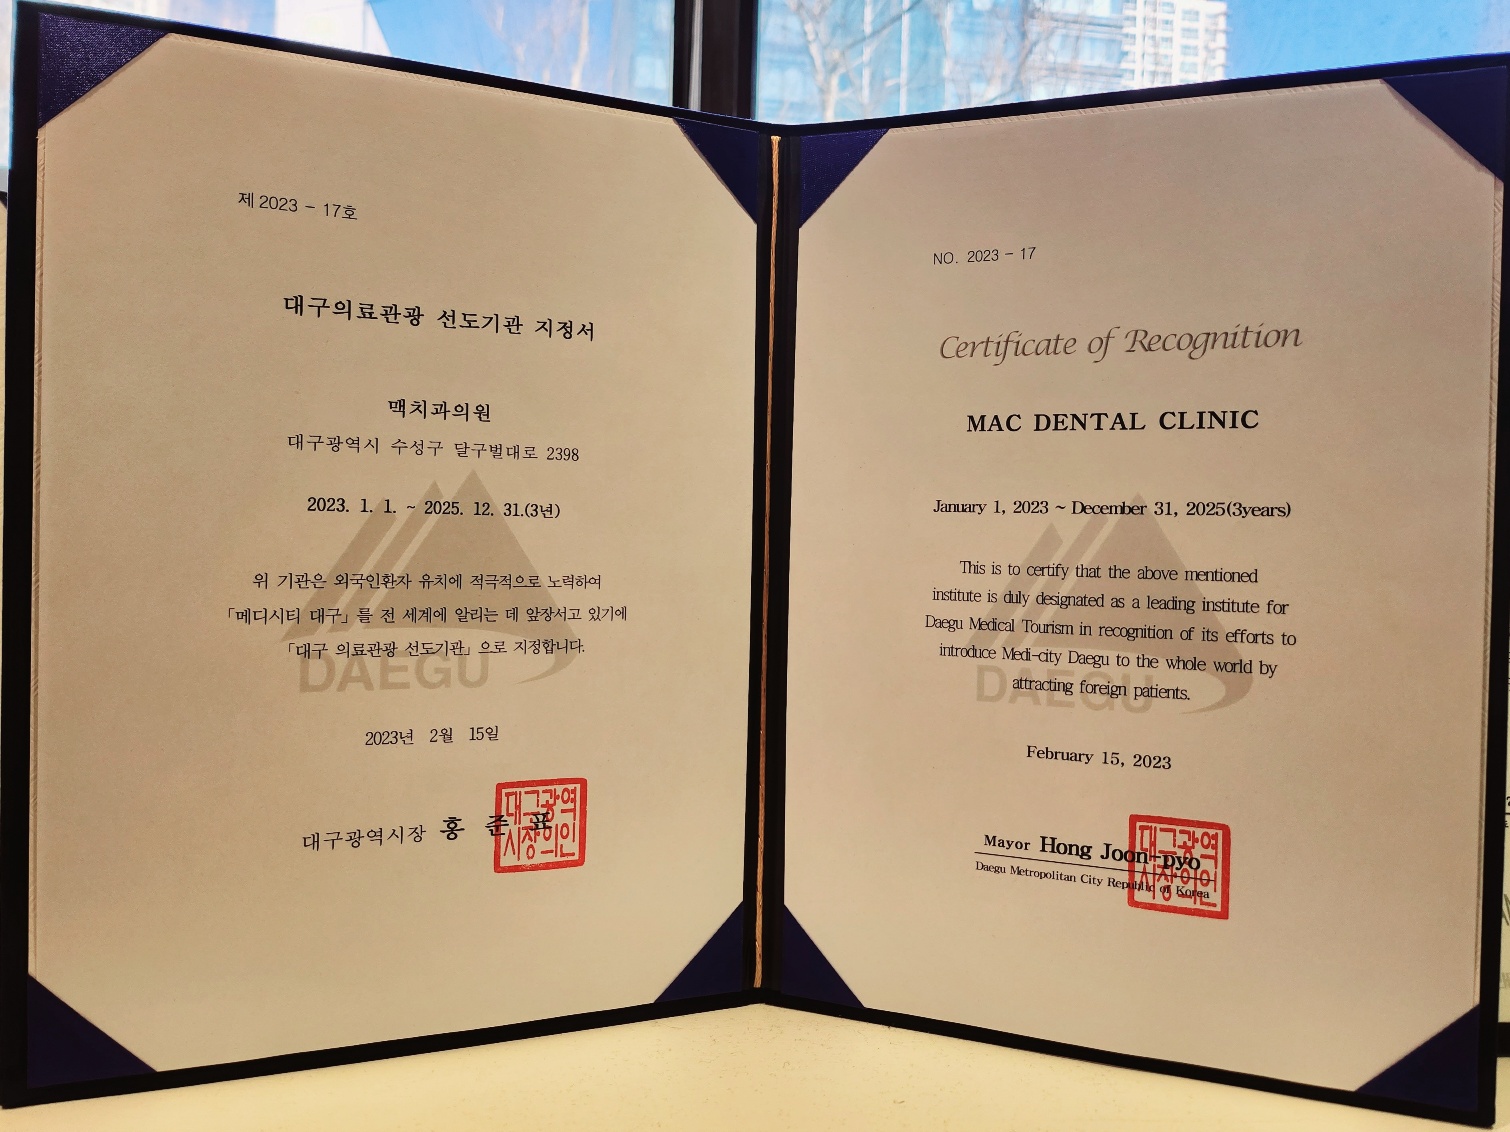 제 2023 - 17호
대구의료관광 선도기관 지정서
맥치과의원
대구광역시 수성구 달구벌대로 2398
2023. 1. 1. ~ 2025. 12. 31.(3년)
위 기관은 외국인환자 유치에 적극적으로 노력하여
「메디시티 대구」를 전 세계에 알리는 데 앞장서고 있기에
「대구 의료관광 선도기관」으로 지정합니다.
DAEGU
2023년 2월 15일
대구광역시장 홍 준 표
대구광역
시장의인
NO. 2023 - 17
Certificate of Recognition
MAC DENTAL CLINIC
January 1, 2023 ~ December 31, 2025(3years)
This is to certify that the above mentioned
institute is duly designated as a leading institute for
Daegu Medical Tourism in recognition of its efforts to
introduce Medi-city Daegu to the whole world by
attracting foreign patients.
DAEGU
February 15, 2023
Mayor Hong Joon-pyo
Daegu Metropolitan City Republic of Korea
대구광역
시장의인